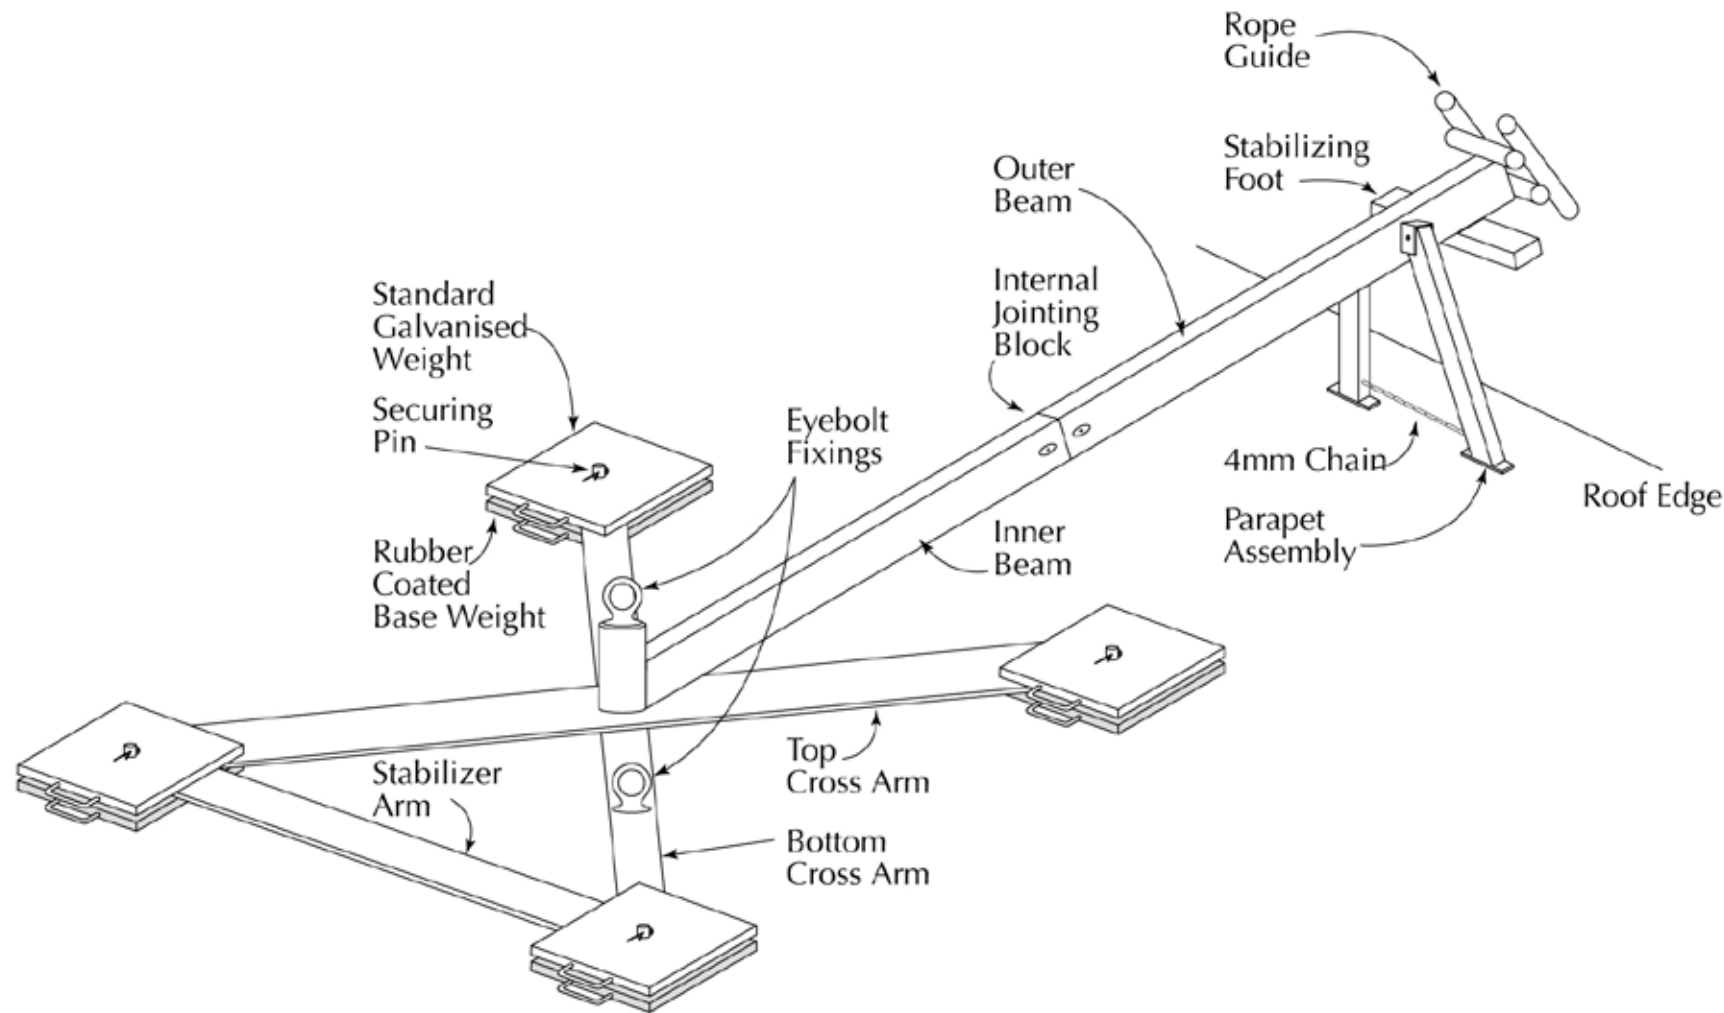 Rope
Guide
Stabilizing
Foot
Outer
Beam
Internal
Jointing
Block
Standard
Galvanised
Weight
Securing
Pin
Eyebolt
Fixings
4mm Chain
Roof Edge
Parapet
Assembly
Inner
Beam
Rubber
Coated
Base Weight
Top
Cross Arm
Stabilizer
Arm
Bottom
Cross Arm